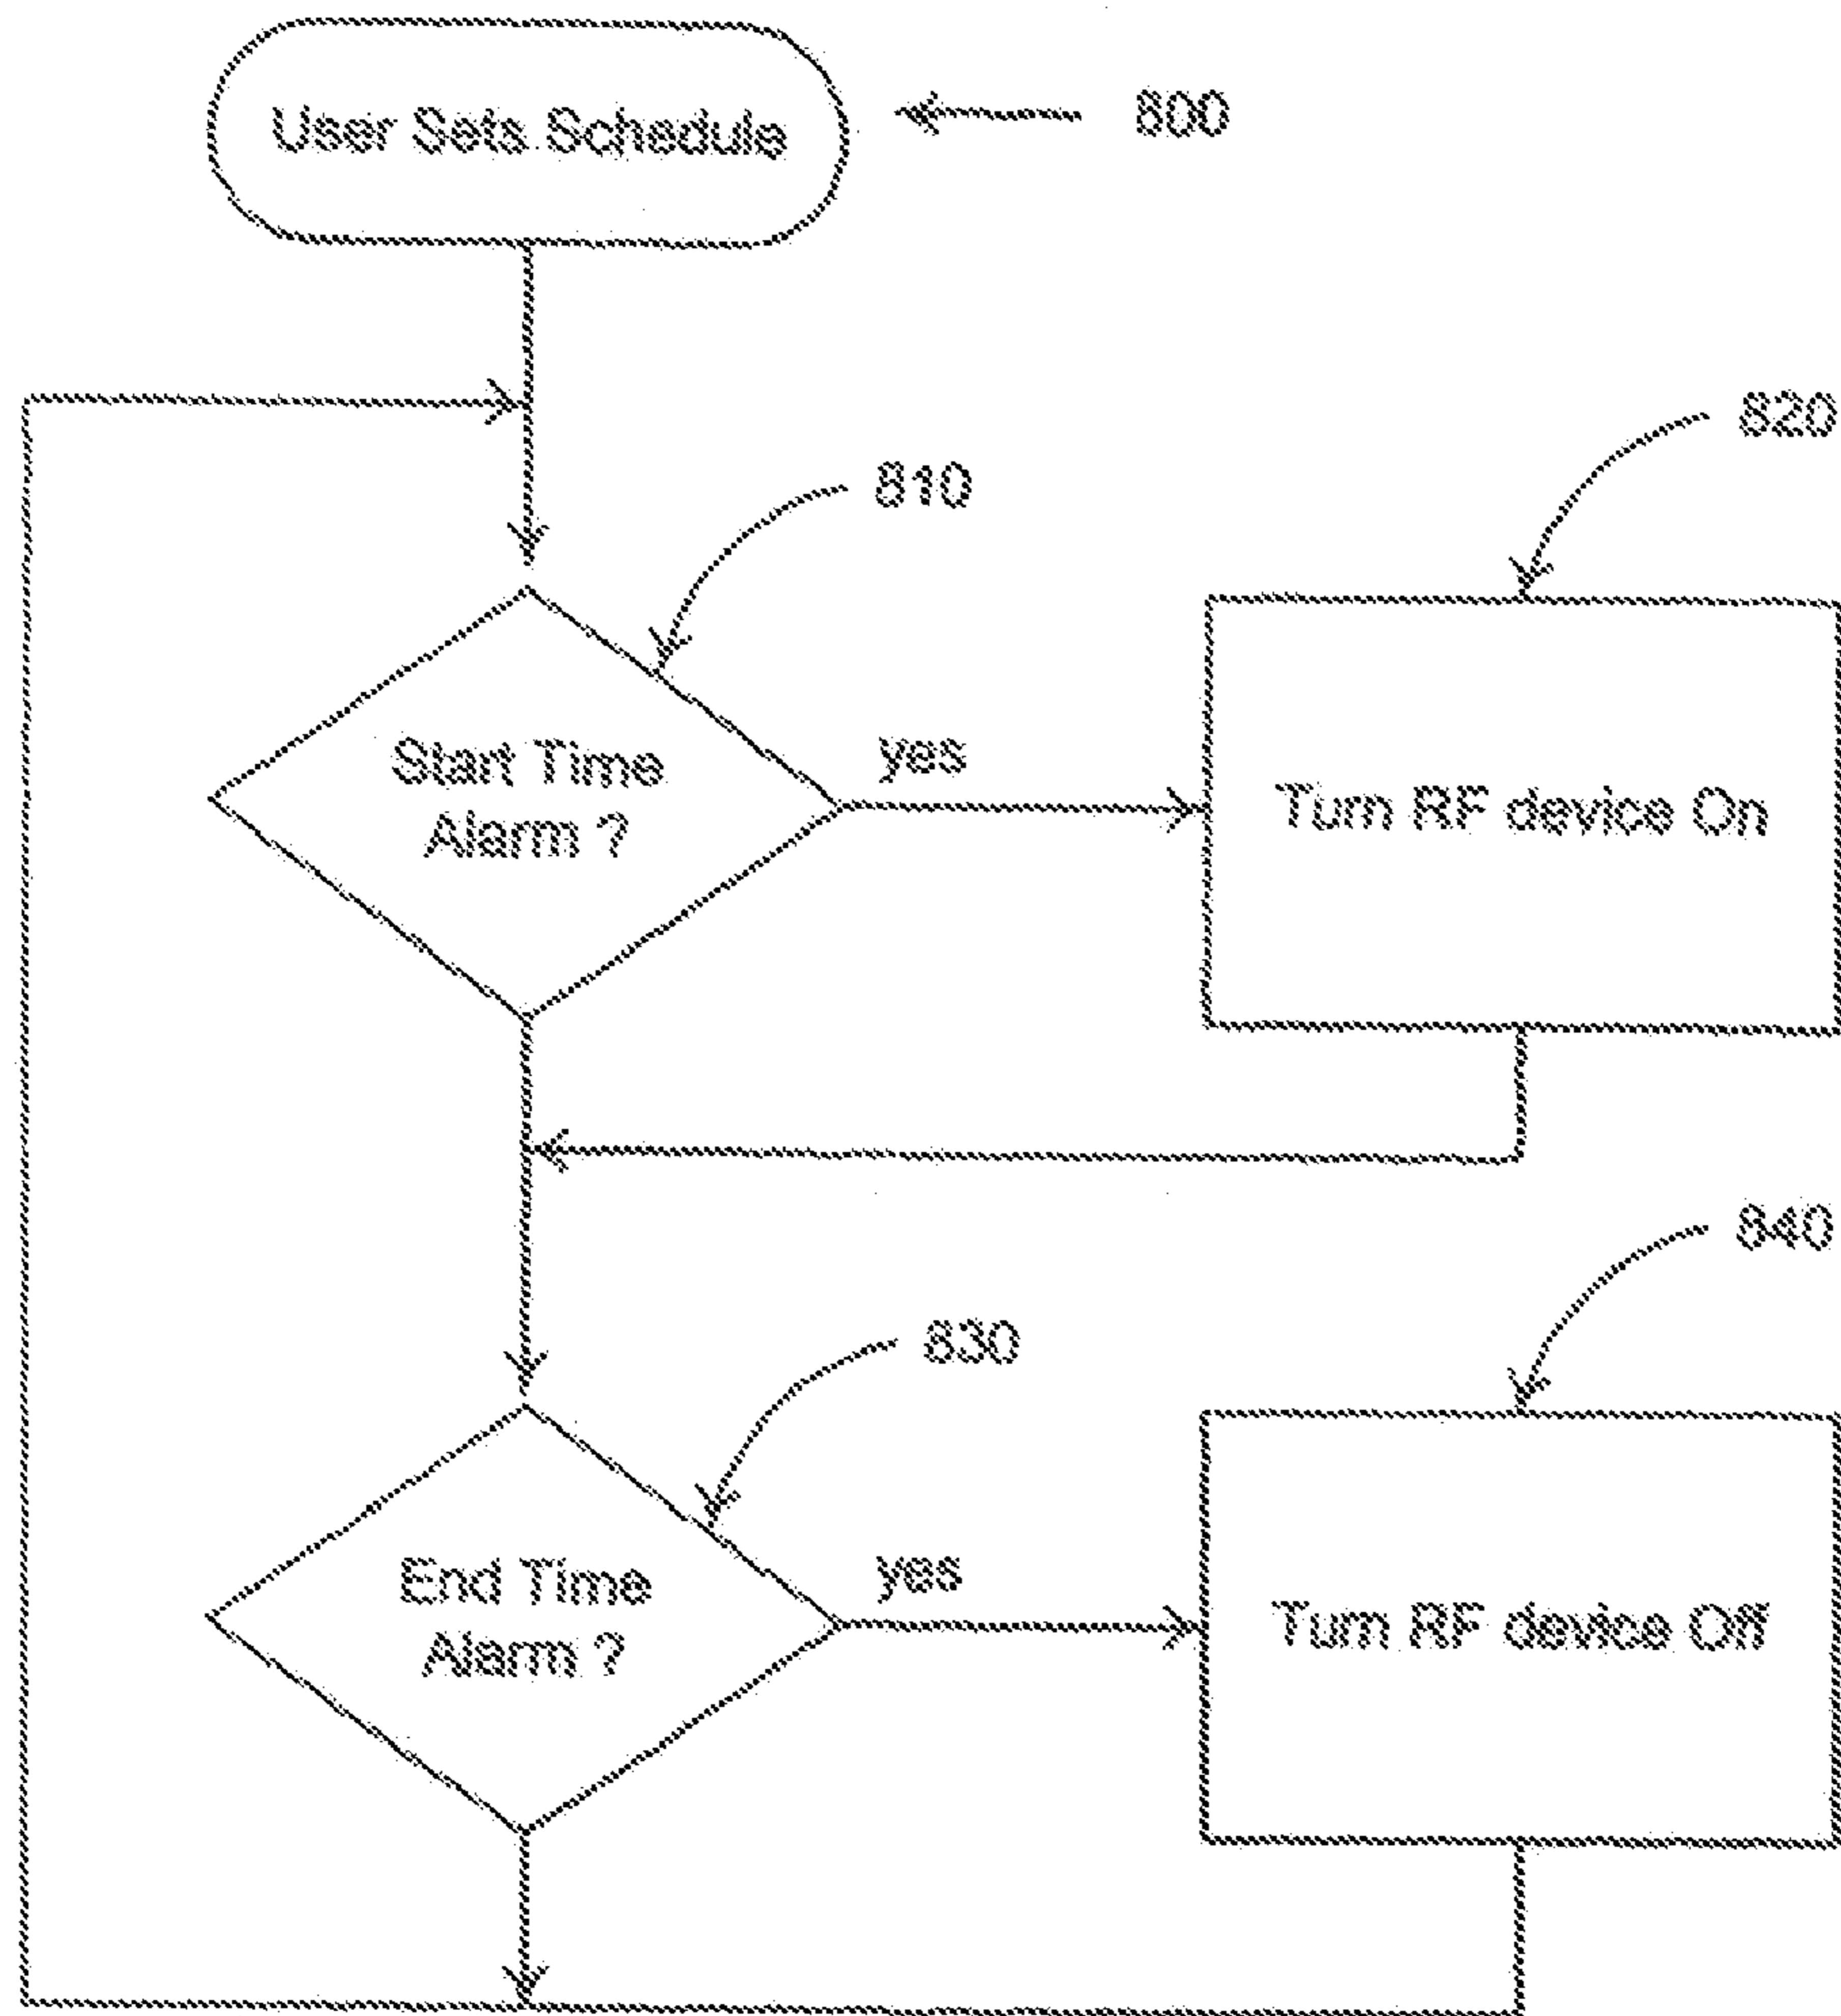 User Sets Schedule
800
810
820
Start Time
Alarm ?
yes
Turn RF device On
830
840
End Time
Alarm ?
yes
Turn RF device Off